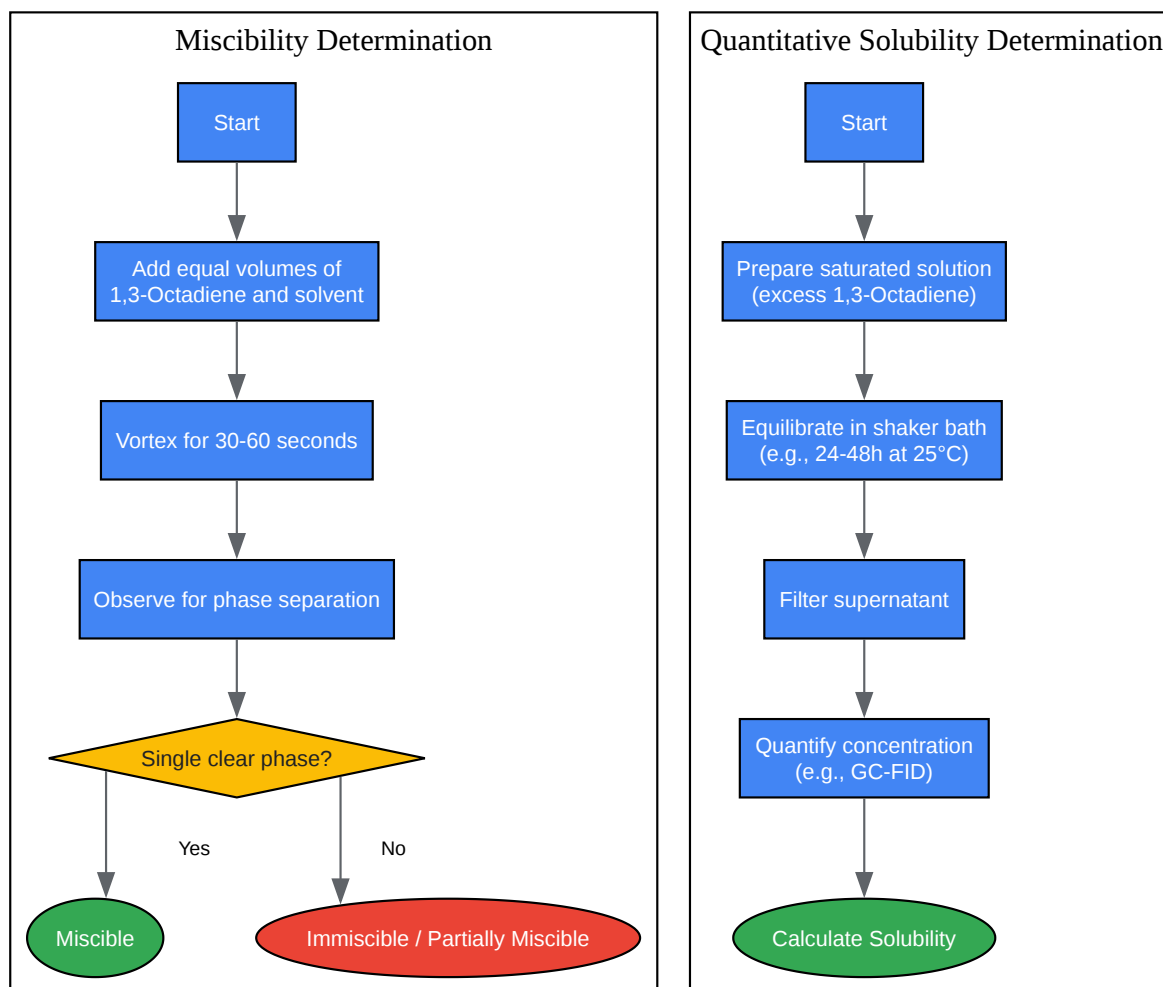 Miscibility Determination
Start
Add equal volumes of
1,3-Octadiene and solvent
Vortex for 30-60 seconds
Observe for phase separation
Single clear phase?
Yes
No
Miscible
Immiscible / Partially Miscible
Quantitative Solubility Determination
Start
Prepare saturated solution
(excess 1,3-Octadiene)
Equilibrate in shaker bath
(e.g., 24-48h at 25°C)
Filter supernatant
Quantify concentration
(e.g., GC-FID)
Calculate Solubility